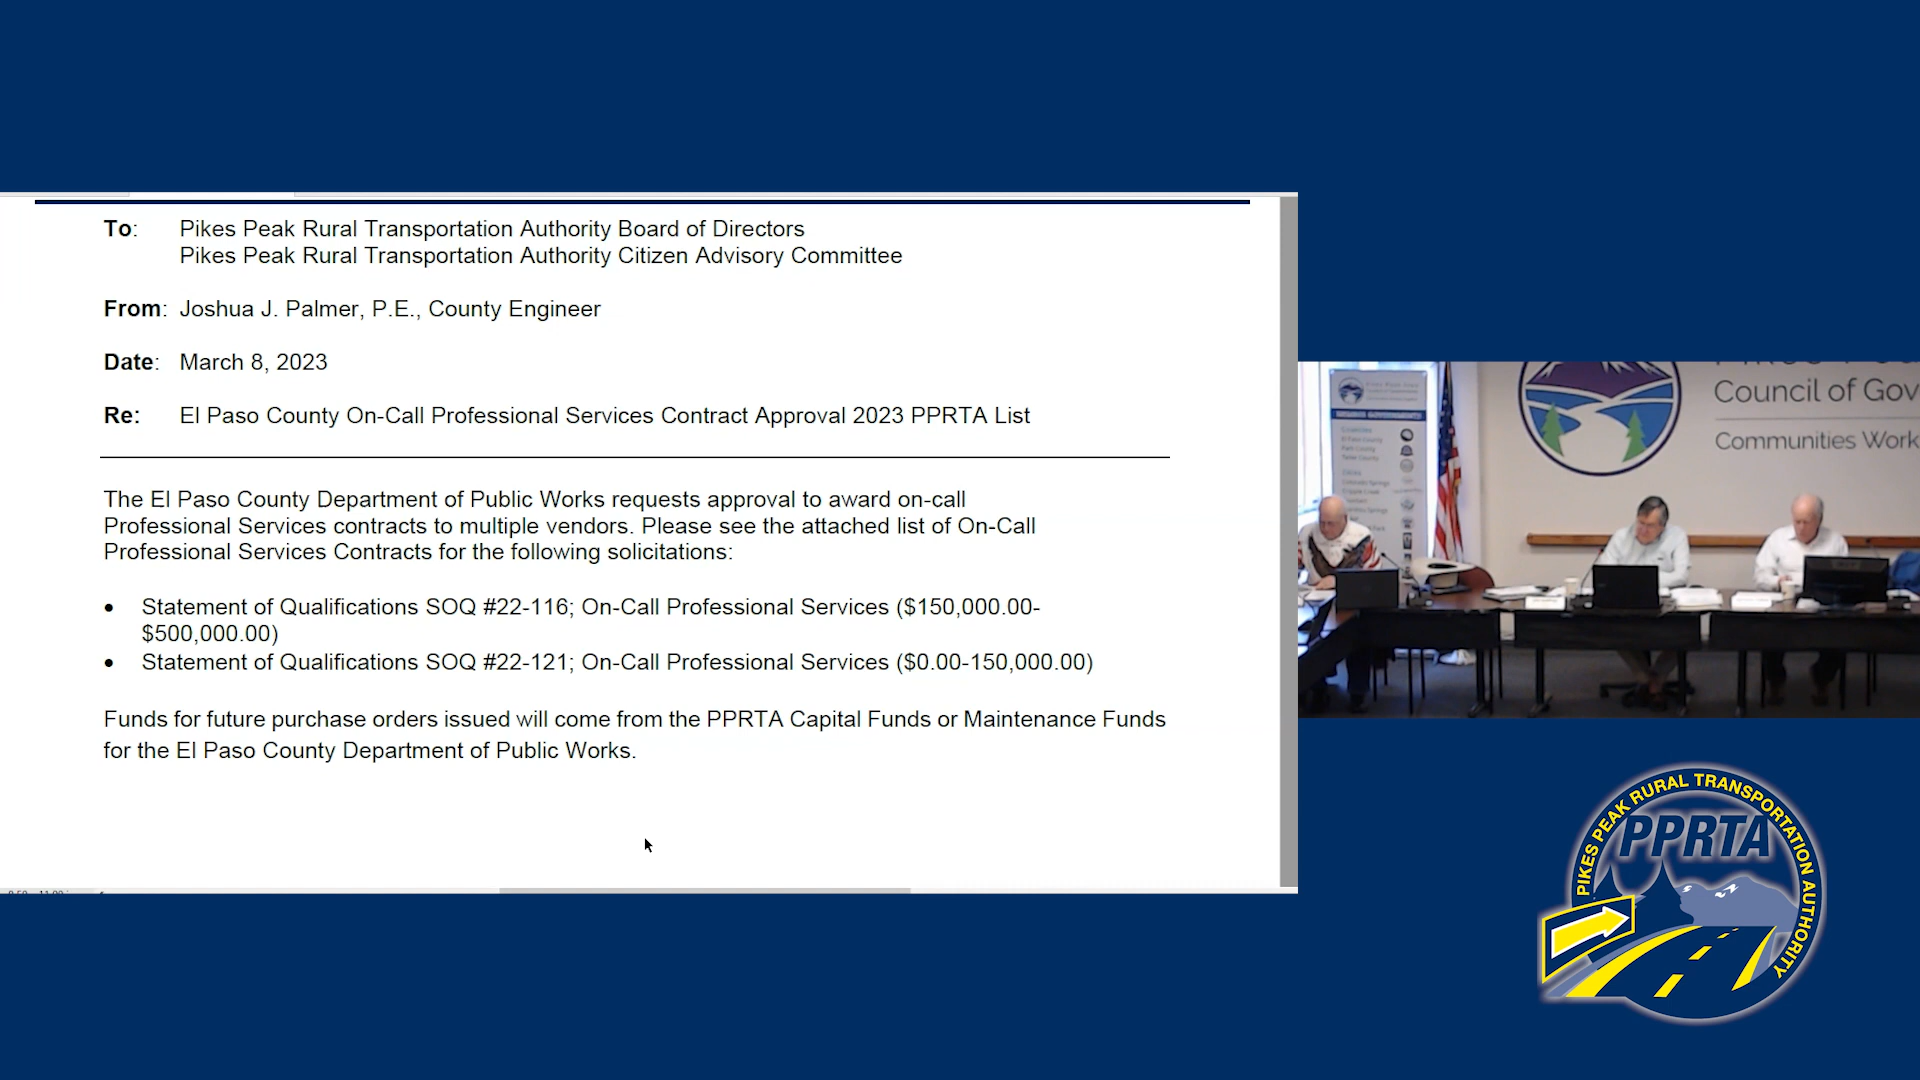 To: Pikes Peak Rural Transportation Authority Board of Directors
Pikes Peak Rural Transportation Authority Citizen Advisory Committee
From: Joshua J. Palmer, P.E., County Engineer
Date: March 8, 2023
Re: El Paso County On-Call Professional Services Contract Approval 2023 PPRTA List
The El Paso County Department of Public Works requests approval to award on-call
Professional Services contracts to multiple vendors. Please see the attached list of On-Call
Professional Services Contracts for the following solicitations:
• Statement of Qualifications SOQ #22-116; On-Call Professional Services ($150,000.00-
$500,000.00)
• Statement of Qualifications SOQ #22-121; On-Call Professional Services ($0.00-150,000.00)
Funds for future purchase orders issued will come from the PPRTA Capital Funds or Maintenance Funds
for the El Paso County Department of Public Works.
Council of Gov
Communities Work
PIKES PEAK RURAL TRANSPORTATION AUTHORITY
PPRTA